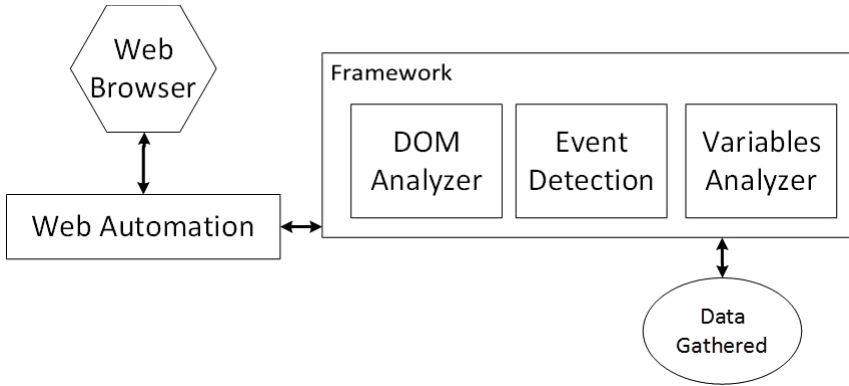 Web
Browser
Framework
DOM
Analyzer
Event
Detection
Variables
Analyzer
Web Automation
Data
Gathered